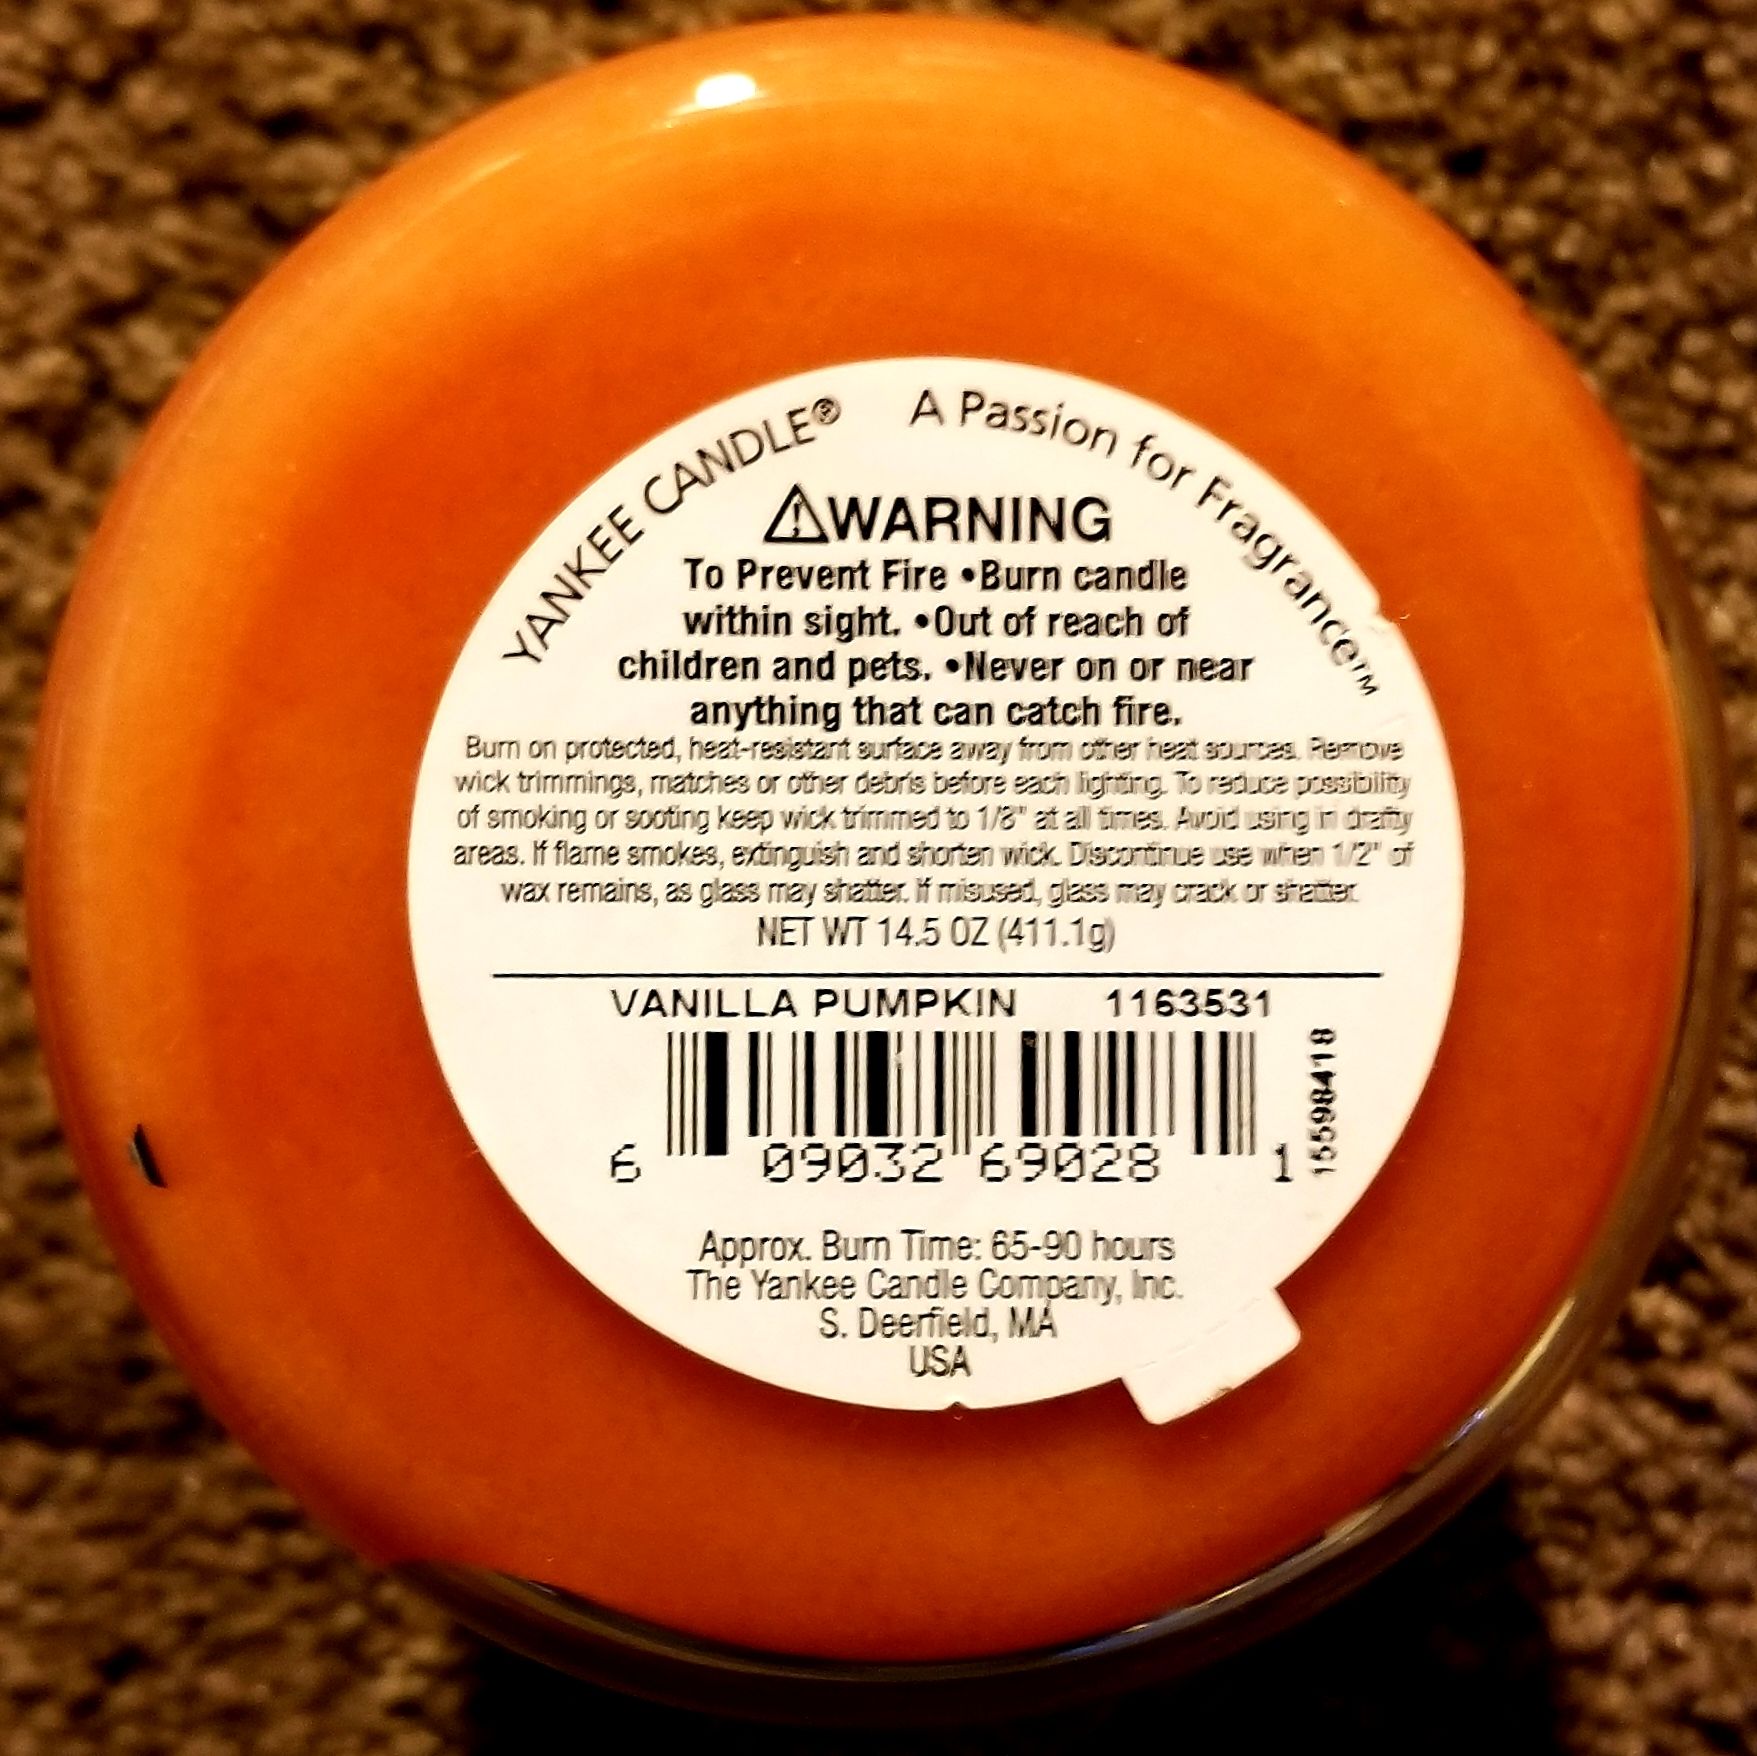 YANKEE CANDLE® A Passion for Fragrance™
⚠WARNING
To Prevent Fire •Burn candle
within sight. •Out of reach of
children and pets. •Never on or near
anything that can catch fire.
Burn on protected, heat-resistant surface away from other heat sources. Remove
wick trimmings, matches or other debris before each lighting. To reduce possibility
of smoking or sooting keep wick trimmed to 1/8" at all times. Avoid using in drafty
areas. If flame smokes, extinguish and shorten wick. Discontinue use when 1/2" of
wax remains, as glass may shatter. If misused, glass may crack or shatter.
NET WT 14.5 OZ (411.1g)
VANILLA PUMPKIN 1163531
6 09032 69028 1
15598418
Approx. Burn Time: 65-90 hours
The Yankee Candle Company, Inc.
S. Deerfield, MA
USA